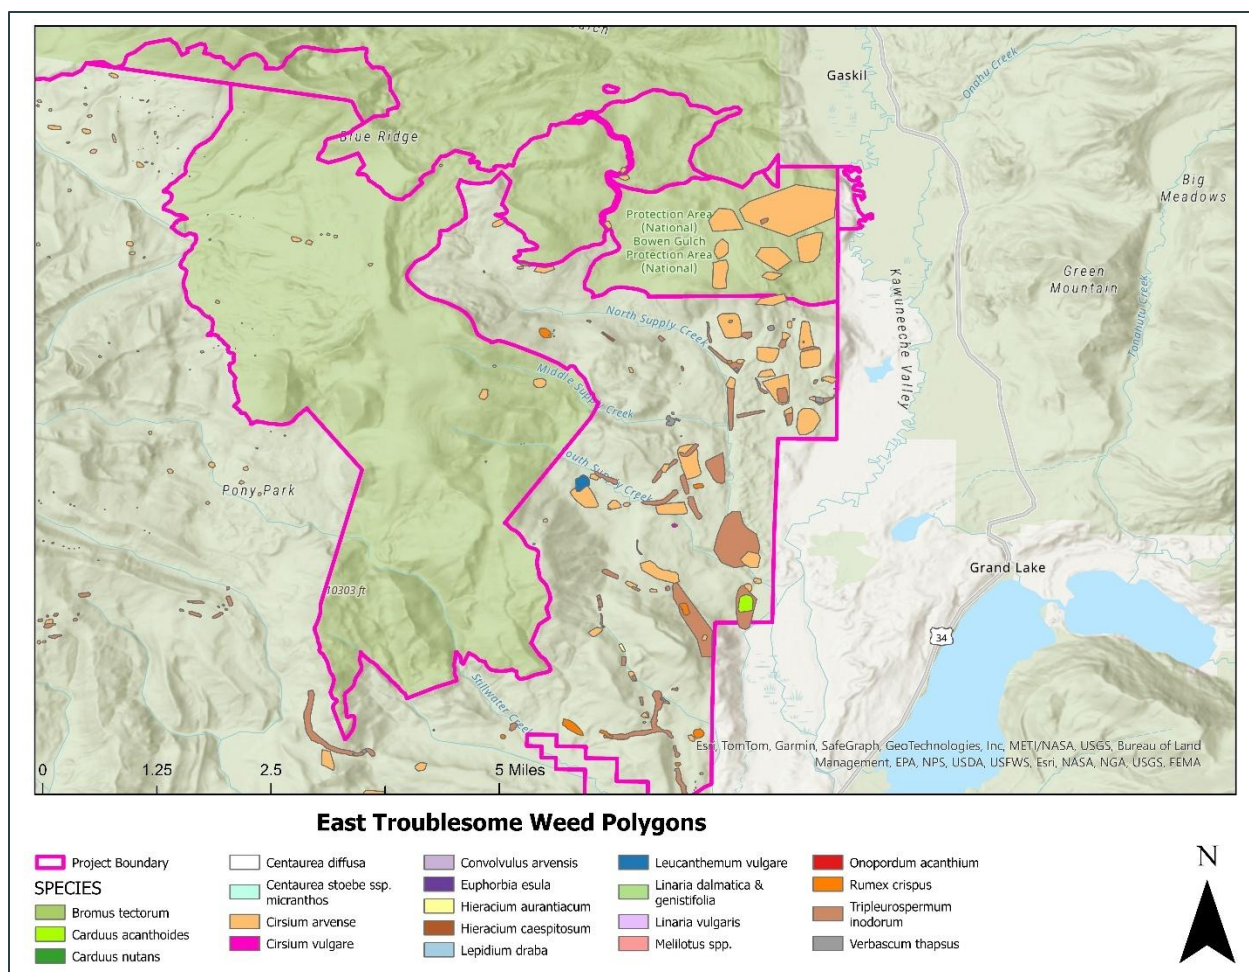 Gaskil
Onahu Creek
Blue Ridge
Big
Meadows
Protection Area
(National)
Bowen Gulch
Protection Area
(National)
Green
Mountain
Kawuneeche Valley
Tonahutu Creek
North Supply Creek
Middle Supply Creek
outh Supply Creek
Pony Park
Grand Lake
10303 ft
34
Stillwater Creek
Esri, TomTom, Garmin, SafeGraph, GeoTechnologies, Inc, METI/NASA, USGS, Bureau of Land
Management, EPA, NPS, USDA, USFWS, Esri, NASA, NGA, USGS, FEMA
0 1.25 2.5 5 Miles
East Troublesome Weed Polygons
Project Boundary
SPECIES
Bromus tectorum
Carduus acanthoides
Carduus nutans
Centaurea diffusa
Centaurea stoebe ssp.
micranthos
Cirsium arvense
Cirsium vulgare
Convolvulus arvensis
Euphorbia esula
Hieracium aurantiacum
Hieracium caespitosum
Lepidium draba
Leucanthemum vulgare
Linaria dalmatica &
genistifolia
Linaria vulgaris
Melilotus spp.
Onopordum acanthium
Rumex crispus
Tripleurospermum
inodorum
Verbascum thapsus
N